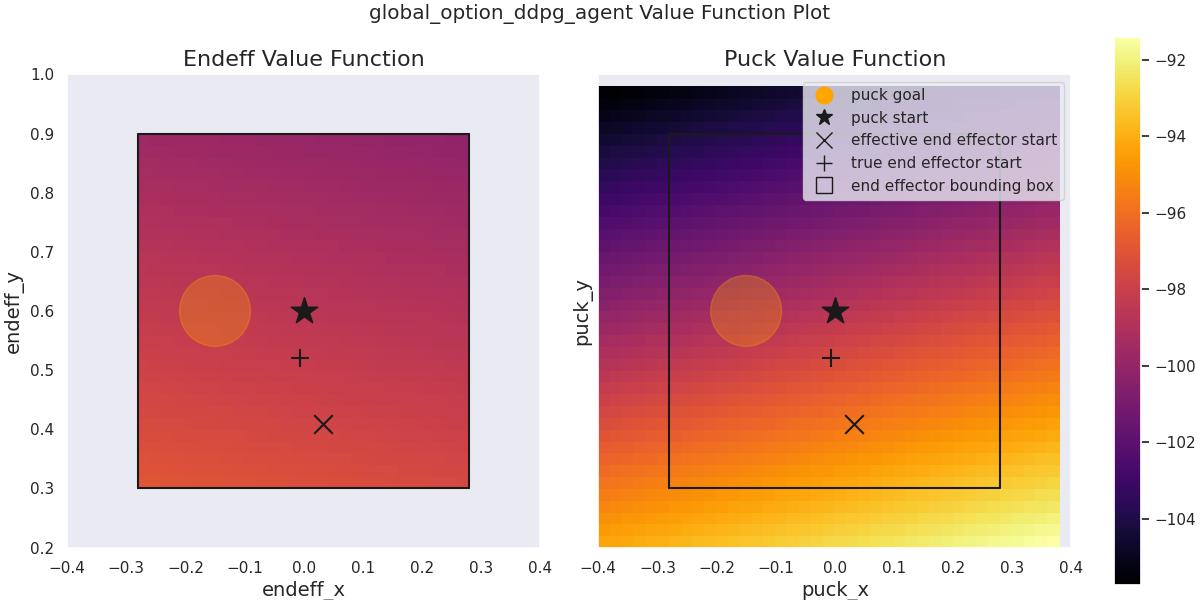 global_option_ddpg_agent Value Function Plot
Endeff Value Function
1.0
0.9
0.8
0.7
0.6
0.5
0.4
0.3
0.2
endeff_y
−0.4 −0.3 −0.2 −0.1 0.0 0.1 0.2 0.3 0.4
endeff_x
Puck Value Function
puck goal
puck start
effective end effector start
true end effector start
end effector bounding box
puck_y
−0.4 −0.3 −0.2 −0.1 0.0 0.1 0.2 0.3 0.4
puck_x
−92
−94
−96
−98
−100
−102
−104